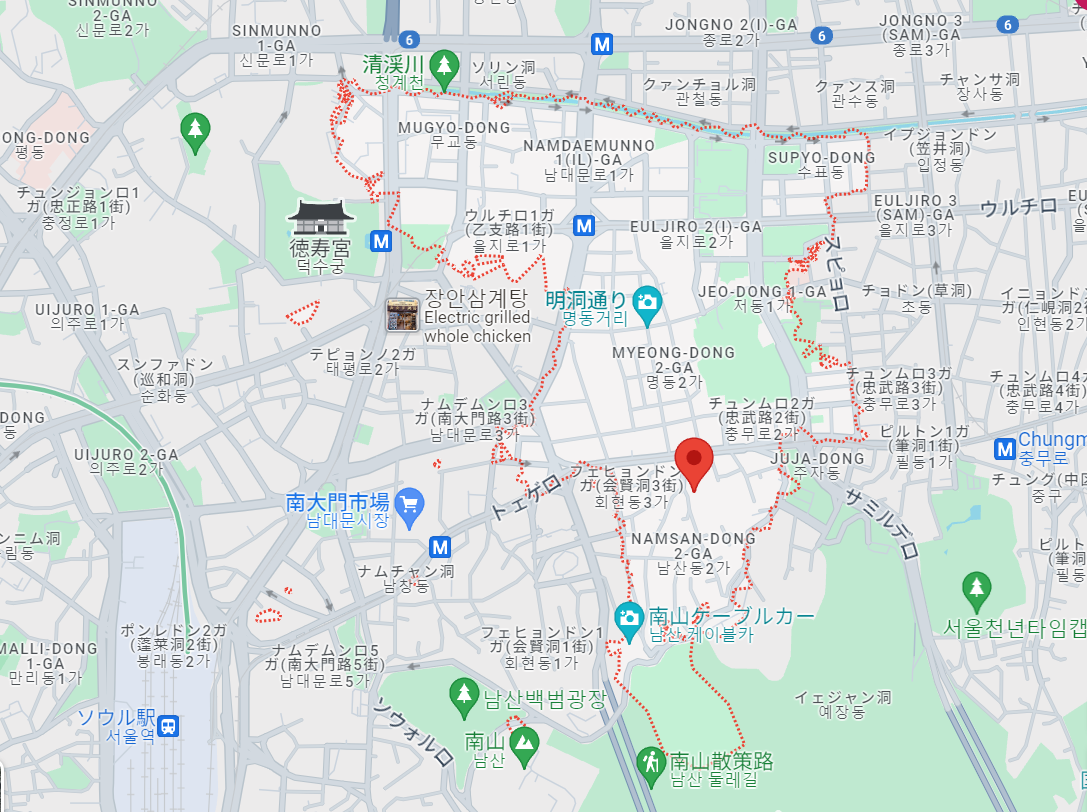 SINMUNNO
2-GA
신문로2가
SINMUNNO
1-GA
신문로1가
6
M
JONGNO 2(I)-GA
종로2가
6
JONGNO 3
(SAM)-GA
종로3가
6
清渓川
청계천
ソリン洞
서린동
クァンチョル洞
관철동
クァンス洞
관수동
チャンサ洞
장사동
ONG-DONG
평동
MUGYO-DONG
무교동
NAMDAEMUNNO
1(IL)-GA
남대문로1가
SUPYO-DONG
수표동
イプジョンドン
(笠井洞)
입정동
チュンジョンロ1
ガ(忠正路1街)
충정로1가
徳寿宮
덕수궁
M
ウルチロ1ガ
(乙支路1街)
을지로1가
M
EULJIRO 2(I)-GA
을지로2가
EULJIRO 3
(SAM)-GA
을지로3가
ウルチロ
EU
スピョロ
UIJURO 1-GA
의주로1가
장안삼계탕
Electric grilled
whole chicken
明洞通り
명동거리
JEO-DONG 1-GA
저동1가
チョドン(草洞)
초동
イニョンド
ガ(仁峴洞2
인현동2가
スンファドン
(巡和洞)
순화동
テピョンノ2ガ
태평로2가
MYEONG-DONG
2-GA
명동2가
チュンムロ3ガ
(忠武路3街)
충무로3가
チュンムロ4ガ
(忠武路4街)
충무로4가
DONG
동
ナムデムンロ3
ガ(南大門路3街)
남대문로3가
チュンムロ2ガ
(忠武路2街)
충무로2가
ピルトン1ガ
(筆洞1街)
필동1가
M
Chungm
충무로
UIJURO 2-GA
의주로2가
フェヒョンドン
ガ(会賢洞3街)
회현동3가
JUJA-DONG
주자동
チュング(中区
중구
南大門市場
남대문시장
トェゲロ
サミルデロ
M
ンニム洞
림동
NAMSAN-DONG
2-GA
남산동2가
ピルト
(筆洞
필동
ナムチャン洞
남창동
南山ケーブルカー
남산 케이블카
서울천년타임캡
ポンレドン2ガ
(蓬莱洞2街)
봉래동2가
フェヒョンドン1
ガ(会賢洞1街)
회현동1가
MALLI-DONG
1-GA
만리동1가
ナムデムンロ5
ガ(南大門路5街)
남대문로5가
イェジャン洞
예장동
ソウル駅
서울역
ソウォルロ
남산백범광장
南山
남산
南山散策路
남산 둘레길